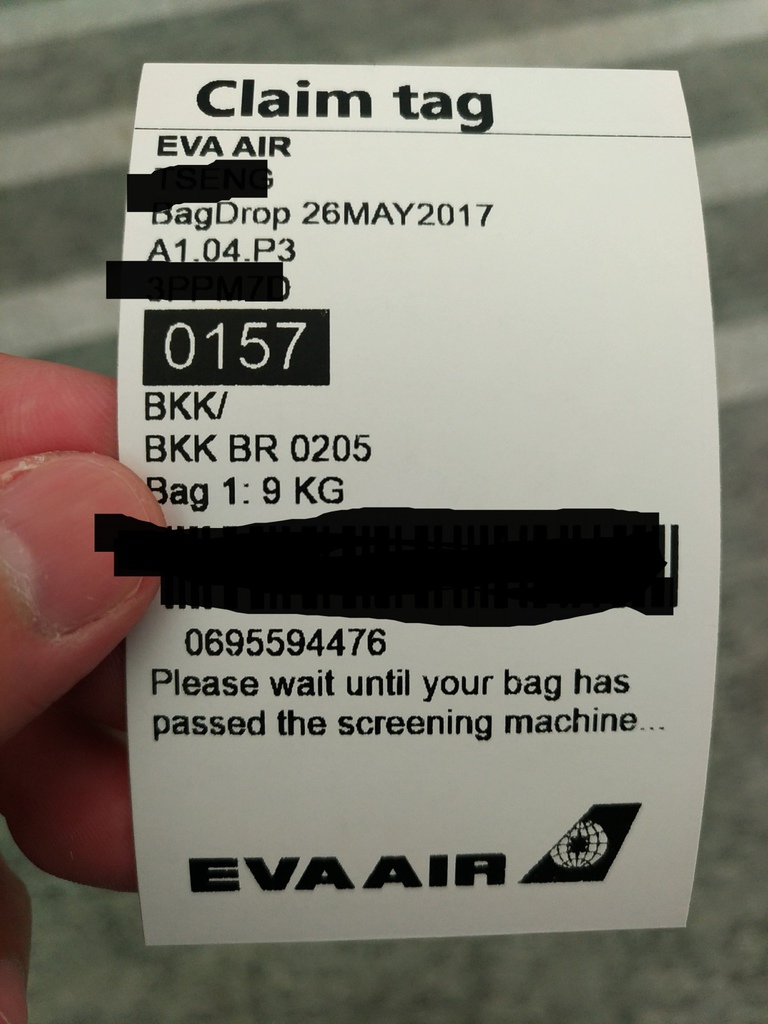 Claim tag
EVA AIR
BagDrop 26MAY2017
A1.04.P3
0157
BKK/
BKK BR 0205
Bag 1: 9 KG
0695594476
Please wait until your bag has
passed the screening machine...
EVA AIR